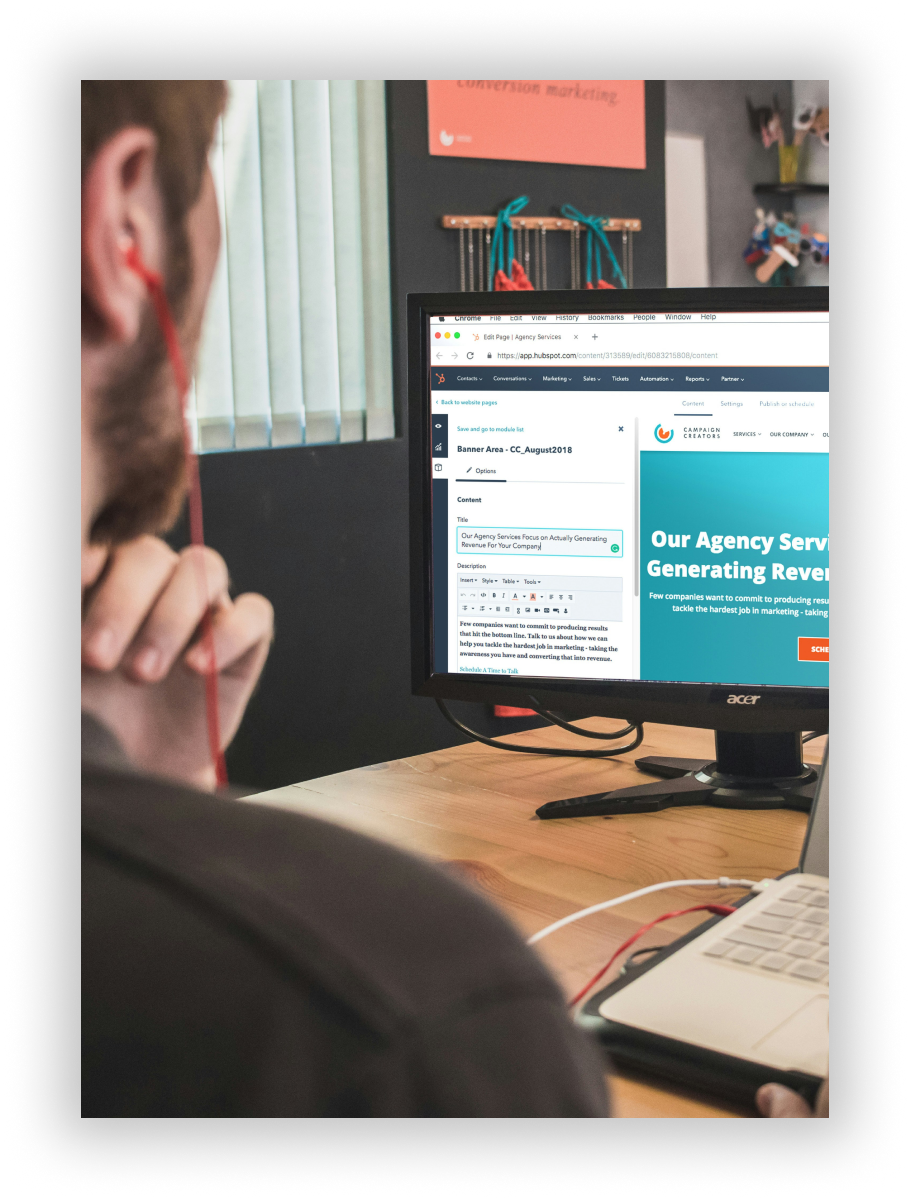 conversion marketing.
Chrome File Edit View History Bookmarks People Window Help
Edit Page | Agency Services
https://app.hubspot.com/content/313589/edit/6083215808/content
Contacts Conversations Marketing Sales Tickets Automation Reports Partner
Back to website pages
Content Settings Publish or schedule
Save and go to module list
Banner Area - CC_August2018
Options
Content
Title
Our Agency Services Focus on Actually Generating
Revenue For Your Company
Description
Insert Style Table Tools
Few companies want to commit to producing results
that hit the bottom line. Talk to us about how we can
help you tackle the hardest job in marketing - taking the
awareness you have and converting that into revenue.
Schedule A Time to Talk
CAMPAIGN
CREATORS
SERVICES OUR COMPANY
Our Agency Servi
Generating Reven
Few companies want to commit to producing resu
tackle the hardest job in marketing - taking
SCHE
acer